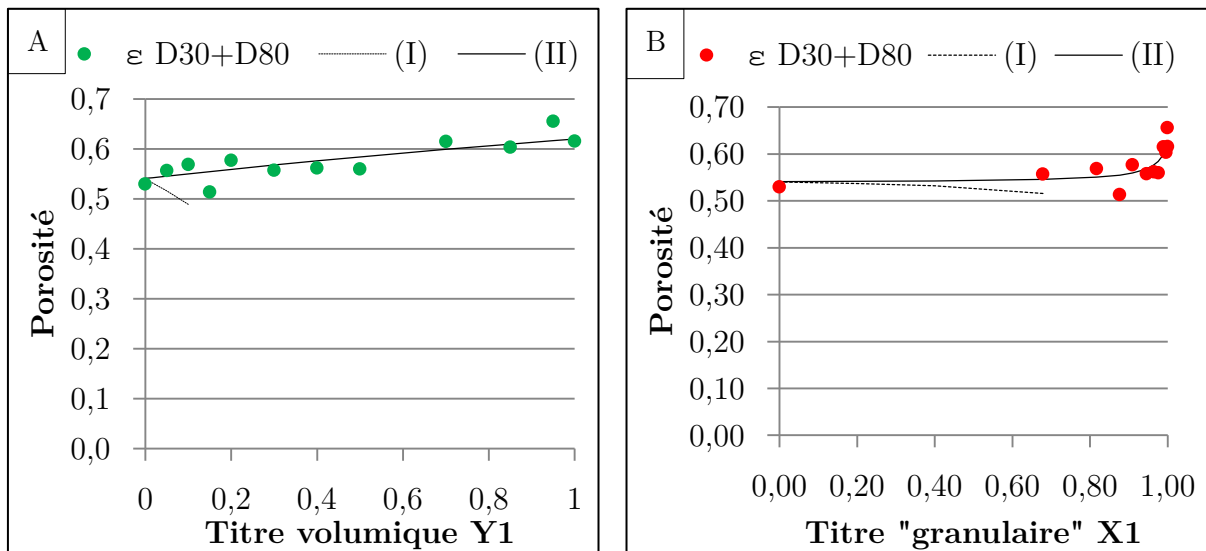 A
ε D30+D80 (I) (II)
Porosité
0,7
0,6
0,5
0,4
0,3
0,2
0,1
0,0
0 0,2 0,4 0,6 0,8 1
Titre volumique Y1
B
ε D30+D80 (I) (II)
Porosité
0,70
0,60
0,50
0,40
0,30
0,20
0,10
0,00
0,00 0,20 0,40 0,60 0,80 1,00
Titre "granulaire" X1